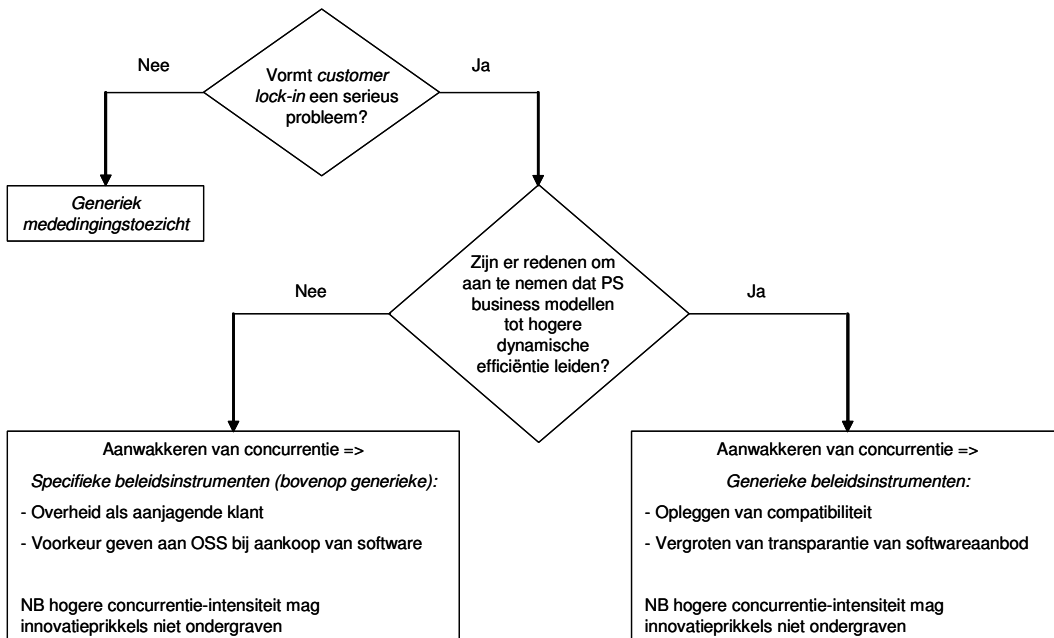 Nee
Vormt customer
lock-in een serieus
probleem?
Ja
Generiek
mededingingstoezicht
Nee
Zijn er redenen om
aan te nemen dat PS
business modellen
tot hogere
dynamische
efficiëntie leiden?
Ja
Aanwakkeren van concurrentie =>
Specifieke beleidsinstrumenten (bovenop generieke):
- Overheid als aanjagende klant
- Voorkeur geven aan OSS bij aankoop van software
NB hogere concurrentie-intensiteit mag
innovatieprikkels niet ondergraven
Aanwakkeren van concurrentie =>
Generieke beleidsinstrumenten:
- Opleggen van compatibiliteit
- Vergroten van transparantie van softwareaanbod
NB hogere concurrentie-intensiteit mag
innovatieprikkels niet ondergraven